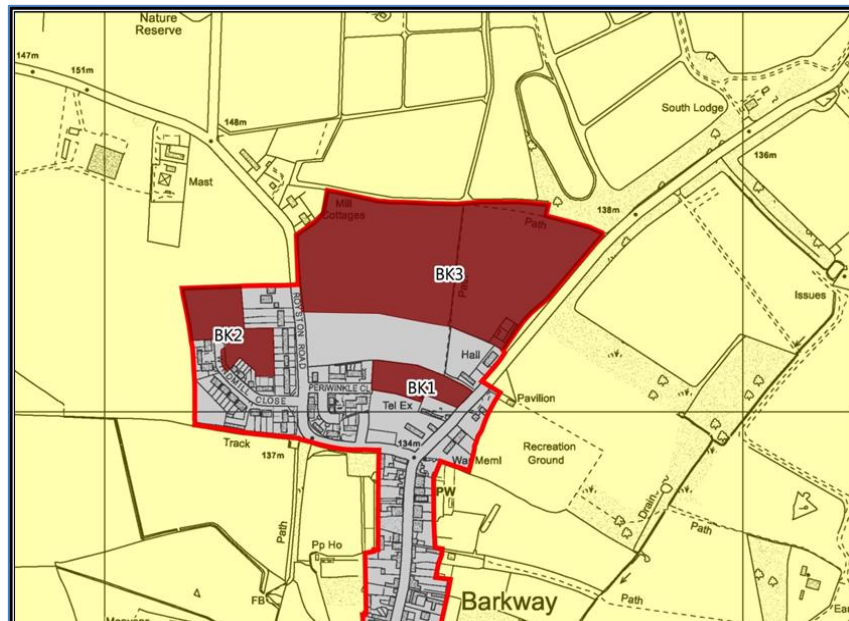 Nature
Reserve
147m
151m
148m
South Lodge
136m
Mast
Mill
Cottages
138m
Path
BK3
Issues
ROYSTON ROAD
BK2
Hall
PERIWINKLE CL
BK1
CLOSE
Tel Ex
Pavilion
Track
137m
134m
War Meml
Recreation
Ground
PW
Drain
Path
Path
Pp Ho
FB
Barkway
Path